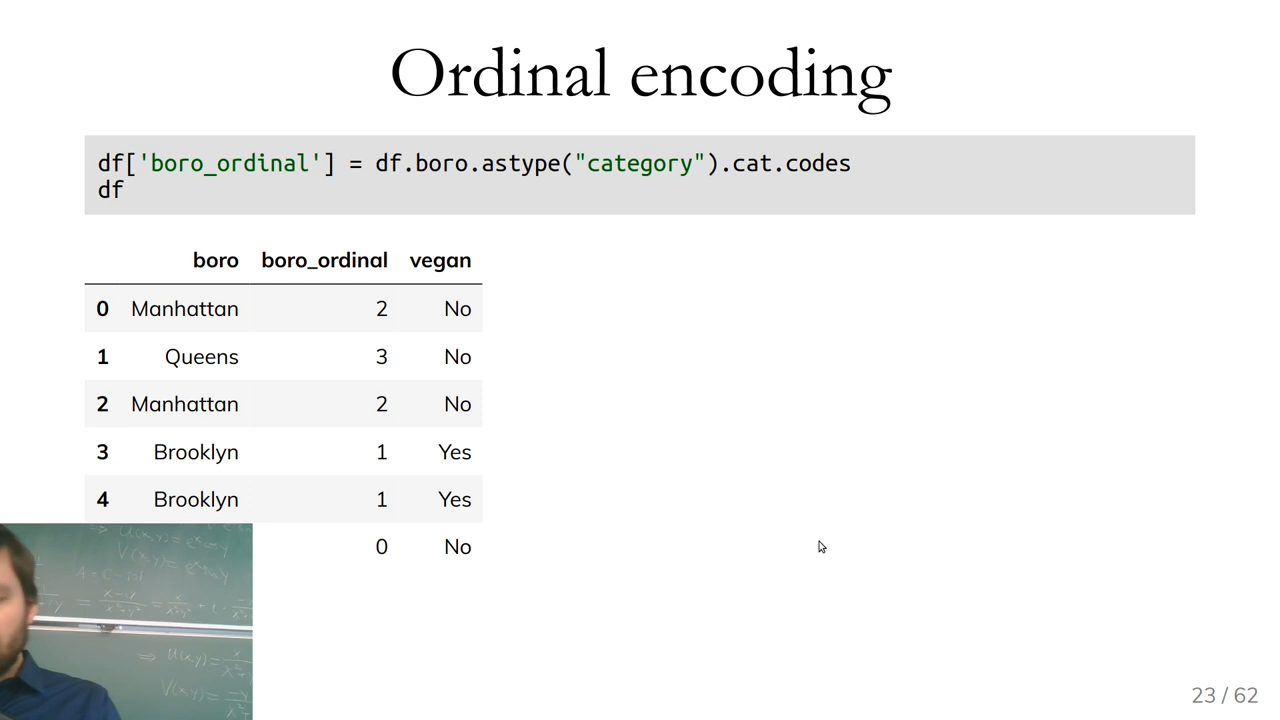 Ordinal encoding
df['boro_ordinal'] = df.boro.astype("category").cat.codes
df
boro boro_ordinal vegan
0 Manhattan 2 No
1 Queens 3 No
2 Manhattan 2 No
3 Brooklyn 1 Yes
4 Brooklyn 1 Yes
0 No
23 / 62